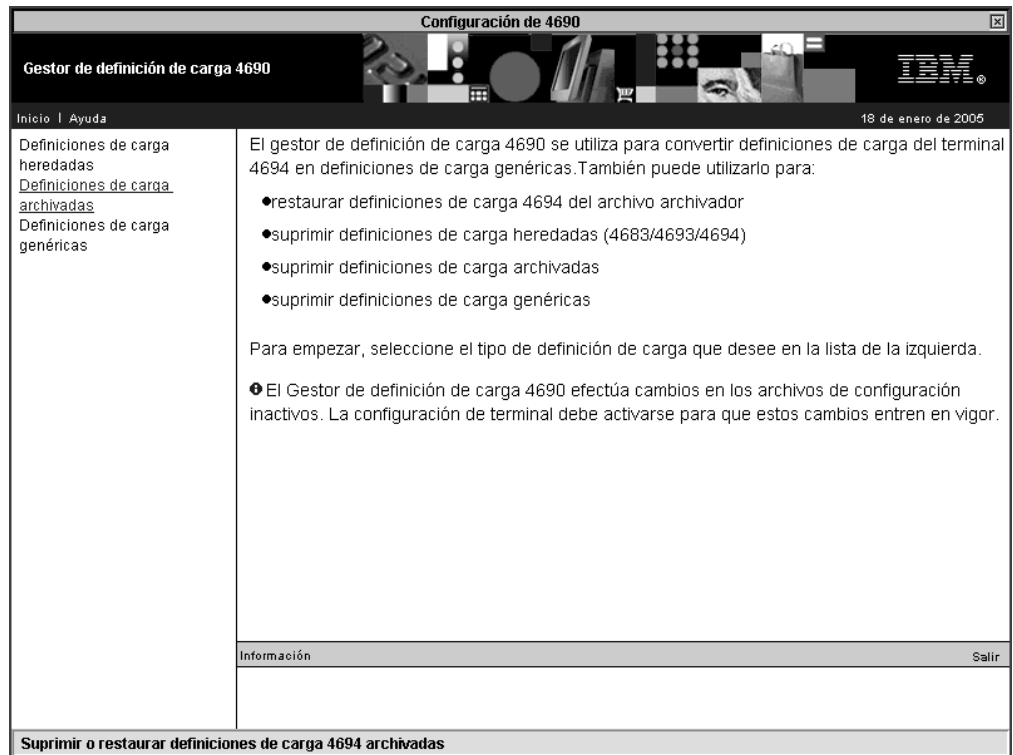 Configuración de 4690
Gestor de definición de carga 4690
IBM®
Inicio | Ayuda
18 de enero de 2005
Definiciones de carga
heredadas
Definiciones de carga
archivadas
Definiciones de carga
genéricas
El gestor de definición de carga 4690 se utiliza para convertir definiciones de carga del terminal
4694 en definiciones de carga genéricas.También puede utilizarlo para:
●restaurar definiciones de carga 4694 del archivo archivador
●suprimir definiciones de carga heredadas (4683/4693/4694)
●suprimir definiciones de carga archivadas
●suprimir definiciones de carga genéricas
Para empezar, seleccione el tipo de definición de carga que desee en la lista de la izquierda.
El Gestor de definición de carga 4690 efectúa cambios en los archivos de configuración
inactivos. La configuración de terminal debe activarse para que estos cambios entren en vigor.
Información
Salir
Suprimir o restaurar definiciones de carga 4694 archivadas